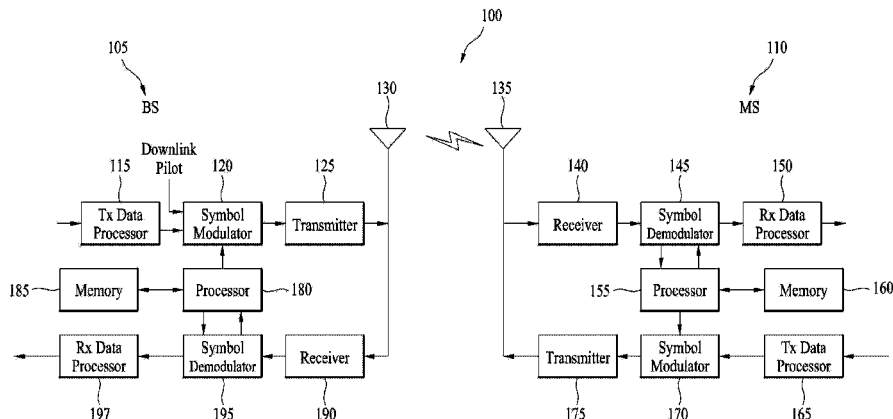 100
105
110
130
135
BS
MS
Downlink
Pilot
115
120
125
140
145
150
Tx Data
Processor
Symbol
Modulator
Transmitter
Receiver
Symbol
Demodulator
Rx Data
Processor
185
Memory
Processor
180
155
Processor
Memory
160
Rx Data
Processor
Symbol
Demodulator
Receiver
Transmitter
Symbol
Modulator
Tx Data
Processor
197
195
190
175
170
165